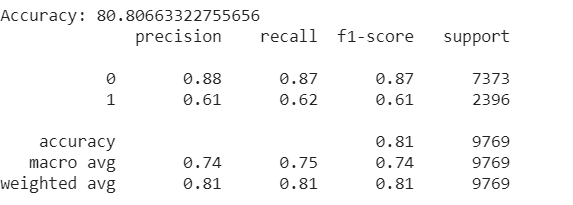 Accuracy: 80.80663322755656
precision recall f1-score support
0 0.88 0.87 0.87 7373
1 0.61 0.62 0.61 2396
accuracy 0.81 9769
macro avg 0.74 0.75 0.74 9769
weighted avg 0.81 0.81 0.81 9769